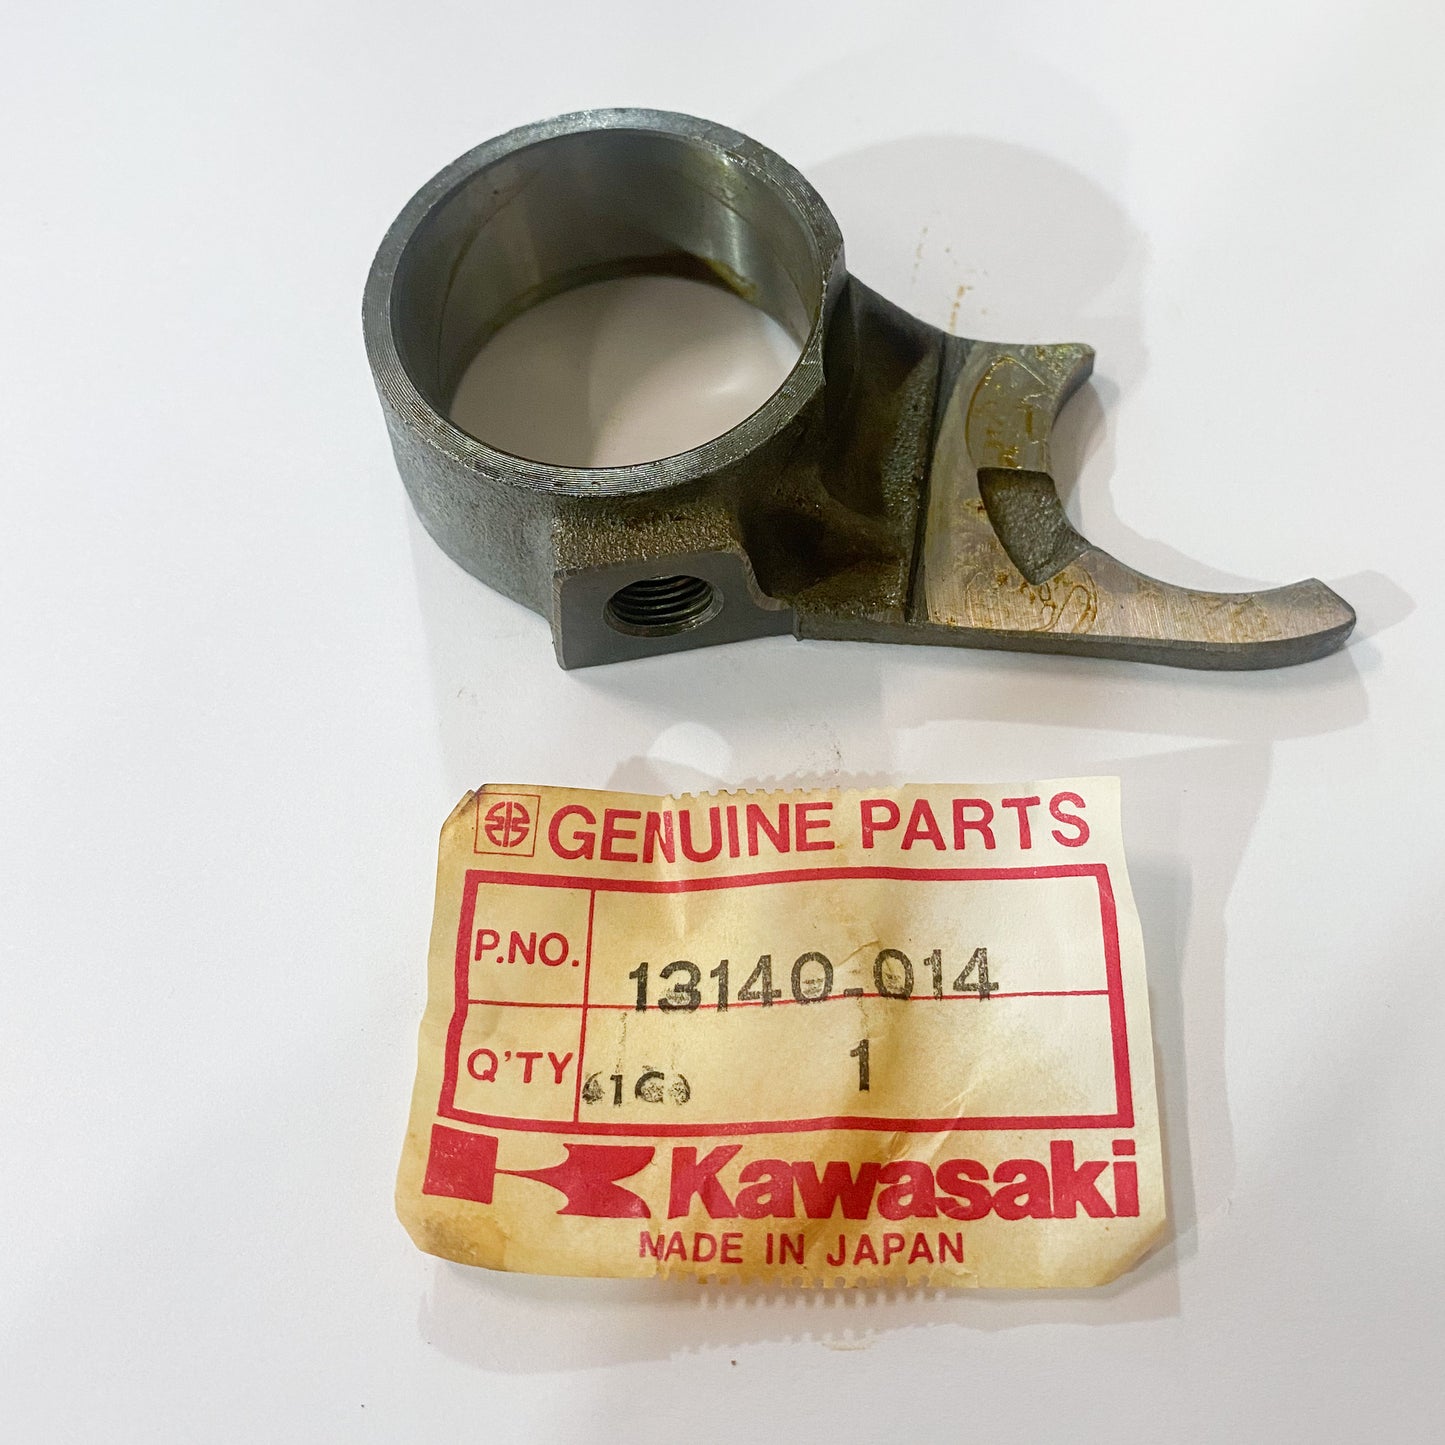 GENUINE PARTS
P.NO. 13140-014
Q'TY 1
Kawasaki
MADE IN JAPAN